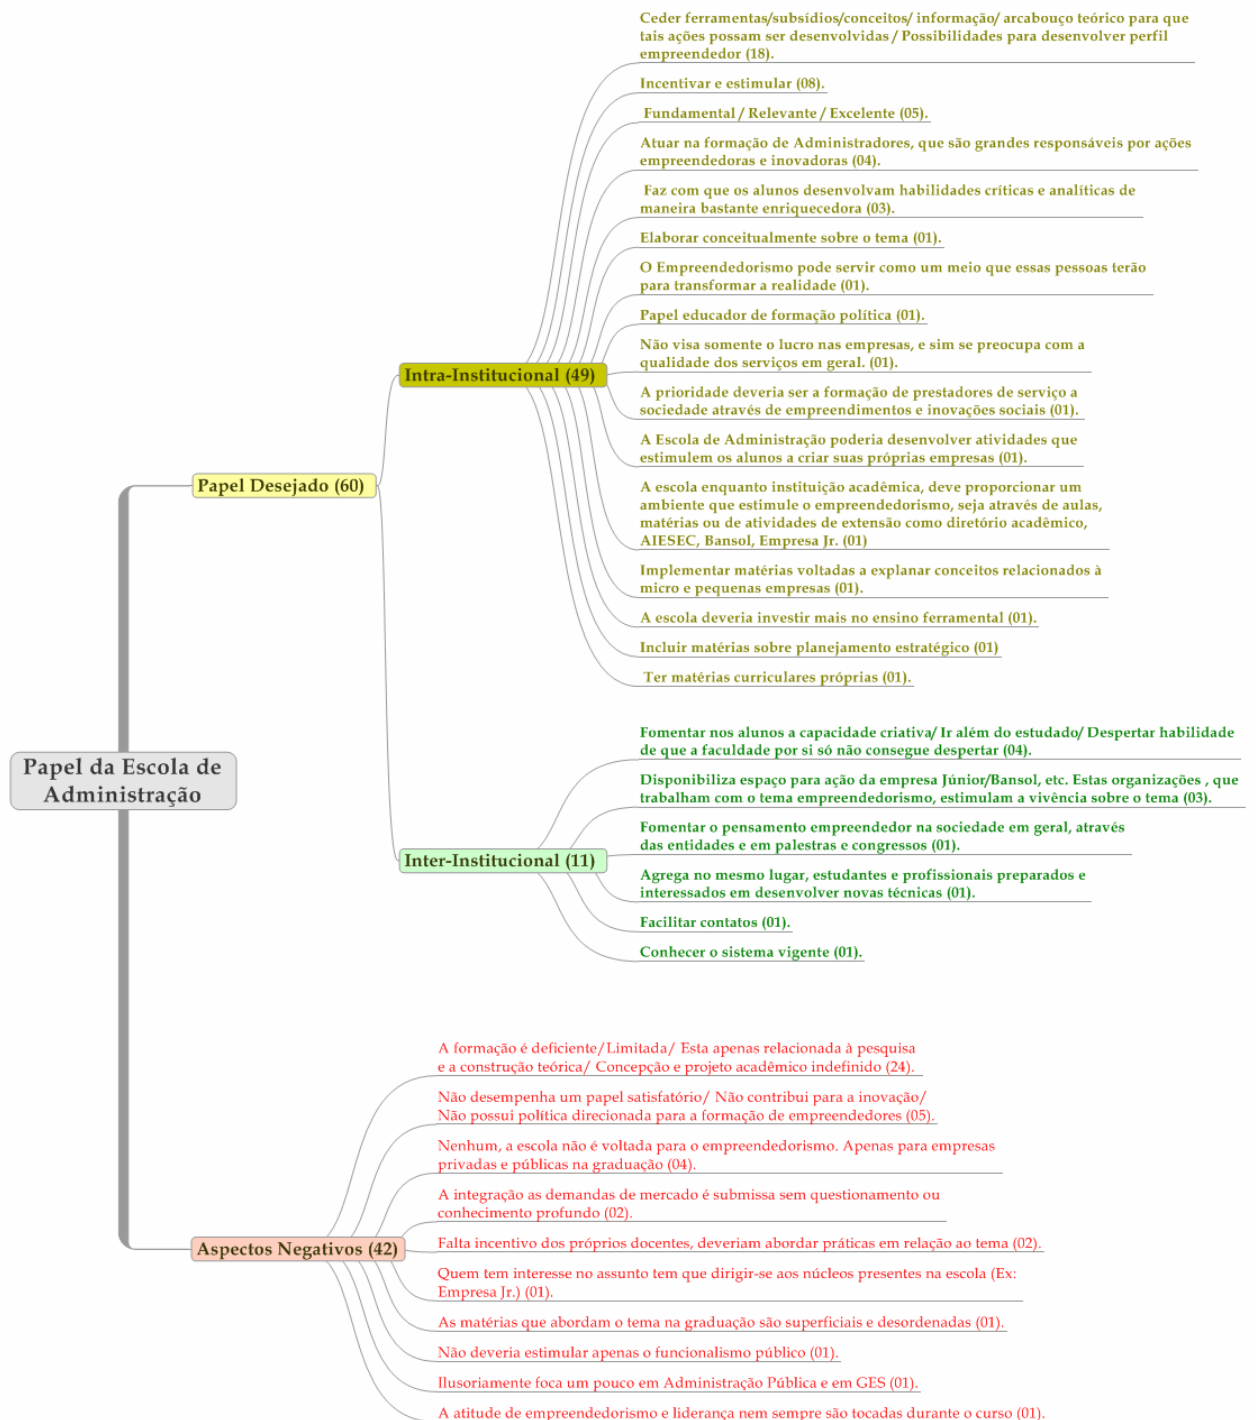 Ceder ferramentas/subsídios/conceitos/ informação/ arcabouço teórico para que
tais ações possam ser desenvolvidas / Possibilidades para desenvolver perfil
empreendedor (18).
Incentivar e estimular (08).
Fundamental / Relevante / Excelente (05).
Atuar na formação de Administradores, que são grandes responsáveis por ações
empreendedoras e inovadoras (04).
Faz com que os alunos desenvolvam habilidades críticas e analíticas de
maneira bastante enriquecedora (03).
Elaborar conceitualmente sobre o tema (01).
O Empreendedorismo pode servir como um meio que essas pessoas terão
para transformar a realidade (01).
Papel educador de formação política (01).
Não visa somente o lucro nas empresas, e sim se preocupa com a
qualidade dos serviços em geral. (01).
Intra-Institucional (49)
A prioridade deveria ser a formação de prestadores de serviço a
sociedade através de empreendimentos e inovações sociais (01).
A Escola de Administração poderia desenvolver atividades que
estimulem os alunos a criar suas próprias empresas (01).
Papel Desejado (60)
A escola enquanto instituição acadêmica, deve proporcionar um
ambiente que estimule o empreendedorismo, seja através de aulas,
matérias ou de atividades de extensão como diretório acadêmico,
AIESEC, Bansol, Empresa Jr. (01)
Implementar matérias voltadas a explanar conceitos relacionados à
micro e pequenas empresas (01).
A escola deveria investir mais no ensino ferramental (01).
Incluir matérias sobre planejamento estratégico (01)
Ter matérias curriculares próprias (01).
Papel da Escola de
Administração
Fomentar nos alunos a capacidade criativa/ Ir além do estudado/ Despertar habilidade
de que a faculdade por si só não consegue despertar (04).
Disponibiliza espaço para ação da empresa Júnior/Bansol, etc. Estas organizações , que
trabalham com o tema empreendedorismo, estimulam a vivência sobre o tema (03).
Fomentar o pensamento empreendedor na sociedade em geral, através
das entidades e em palestras e congressos (01).
Inter-Institucional (11)
Agrega no mesmo lugar, estudantes e profissionais preparados e
interessados em desenvolver novas técnicas (01).
Facilitar contatos (01).
Conhecer o sistema vigente (01).
A formação é deficiente/Limitada/ Esta apenas relacionada à pesquisa
e a construção teórica/ Concepção e projeto acadêmico indefinido (24).
Não desempenha um papel satisfatório/ Não contribui para a inovação/
Não possui política direcionada para a formação de empreendedores (05).
Nenhum, a escola não é voltada para o empreendedorismo. Apenas para empresas
privadas e públicas na graduação (04).
A integração as demandas de mercado é submissa sem questionamento ou
conhecimento profundo (02).
Aspectos Negativos (42)
Falta incentivo dos próprios docentes, deveriam abordar práticas em relação ao tema (02).
Quem tem interesse no assunto tem que dirigir-se aos núcleos presentes na escola (Ex:
Empresa Jr.) (01).
As matérias que abordam o tema na graduação são superficiais e desordenadas (01).
Não deveria estimular apenas o funcionalismo público (01).
Ilusoriamente foca um pouco em Administração Pública e em GES (01).
A atitude de empreendedorismo e liderança nem sempre são tocadas durante o curso (01).